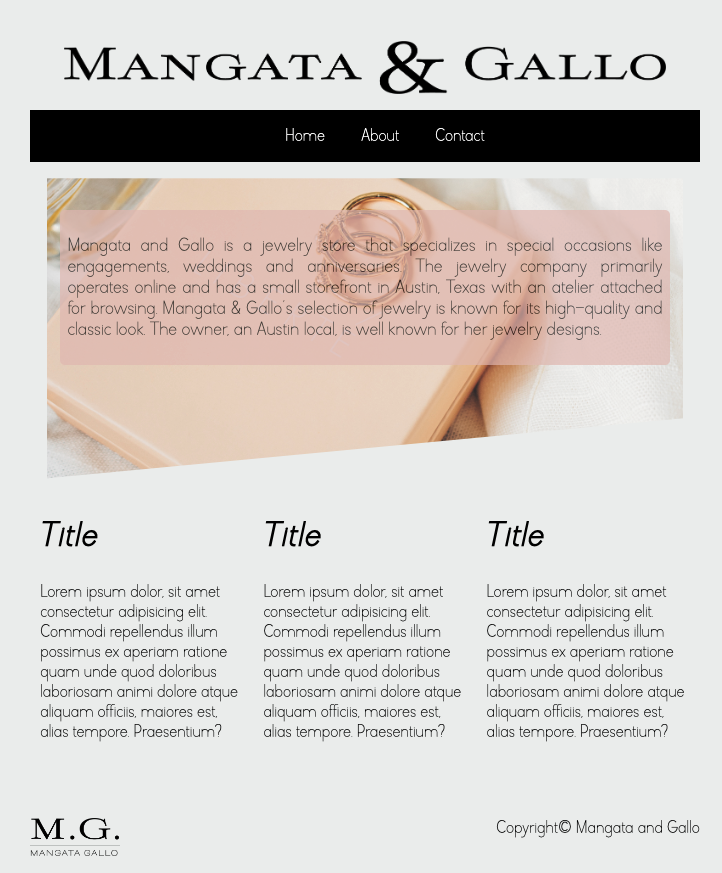 Mangata & Gallo
Home About Contact
Mangata and Gallo is a jewelry store that specializes in special occasions like
engagements, weddings and anniversaries. The jewelry company primarily
operates online and has a small storefront in Austin, Texas with an atelier attached
for browsing. Mangata & Gallo's selection of jewelry is known for its high-quality and
classic look. The owner, an Austin local, is well known for her jewelry designs.
Title
Lorem ipsum dolor, sit amet
consectetur adipisicing elit.
Commodi repellendus illum
possimus ex aperiam ratione
quam unde quod doloribus
laboriosam animi dolore atque
aliquam officiis, maiores est,
alias tempore. Praesentium?
Title
Lorem ipsum dolor, sit amet
consectetur adipisicing elit.
Commodi repellendus illum
possimus ex aperiam ratione
quam unde quod doloribus
laboriosam animi dolore atque
aliquam officiis, maiores est,
alias tempore. Praesentium?
Title
Lorem ipsum dolor, sit amet
consectetur adipisicing elit.
Commodi repellendus illum
possimus ex aperiam ratione
quam unde quod doloribus
laboriosam animi dolore atque
aliquam officiis, maiores est,
alias tempore. Praesentium?
M.G.
MANGATA GALLO
Copyright© Mangata and Gallo